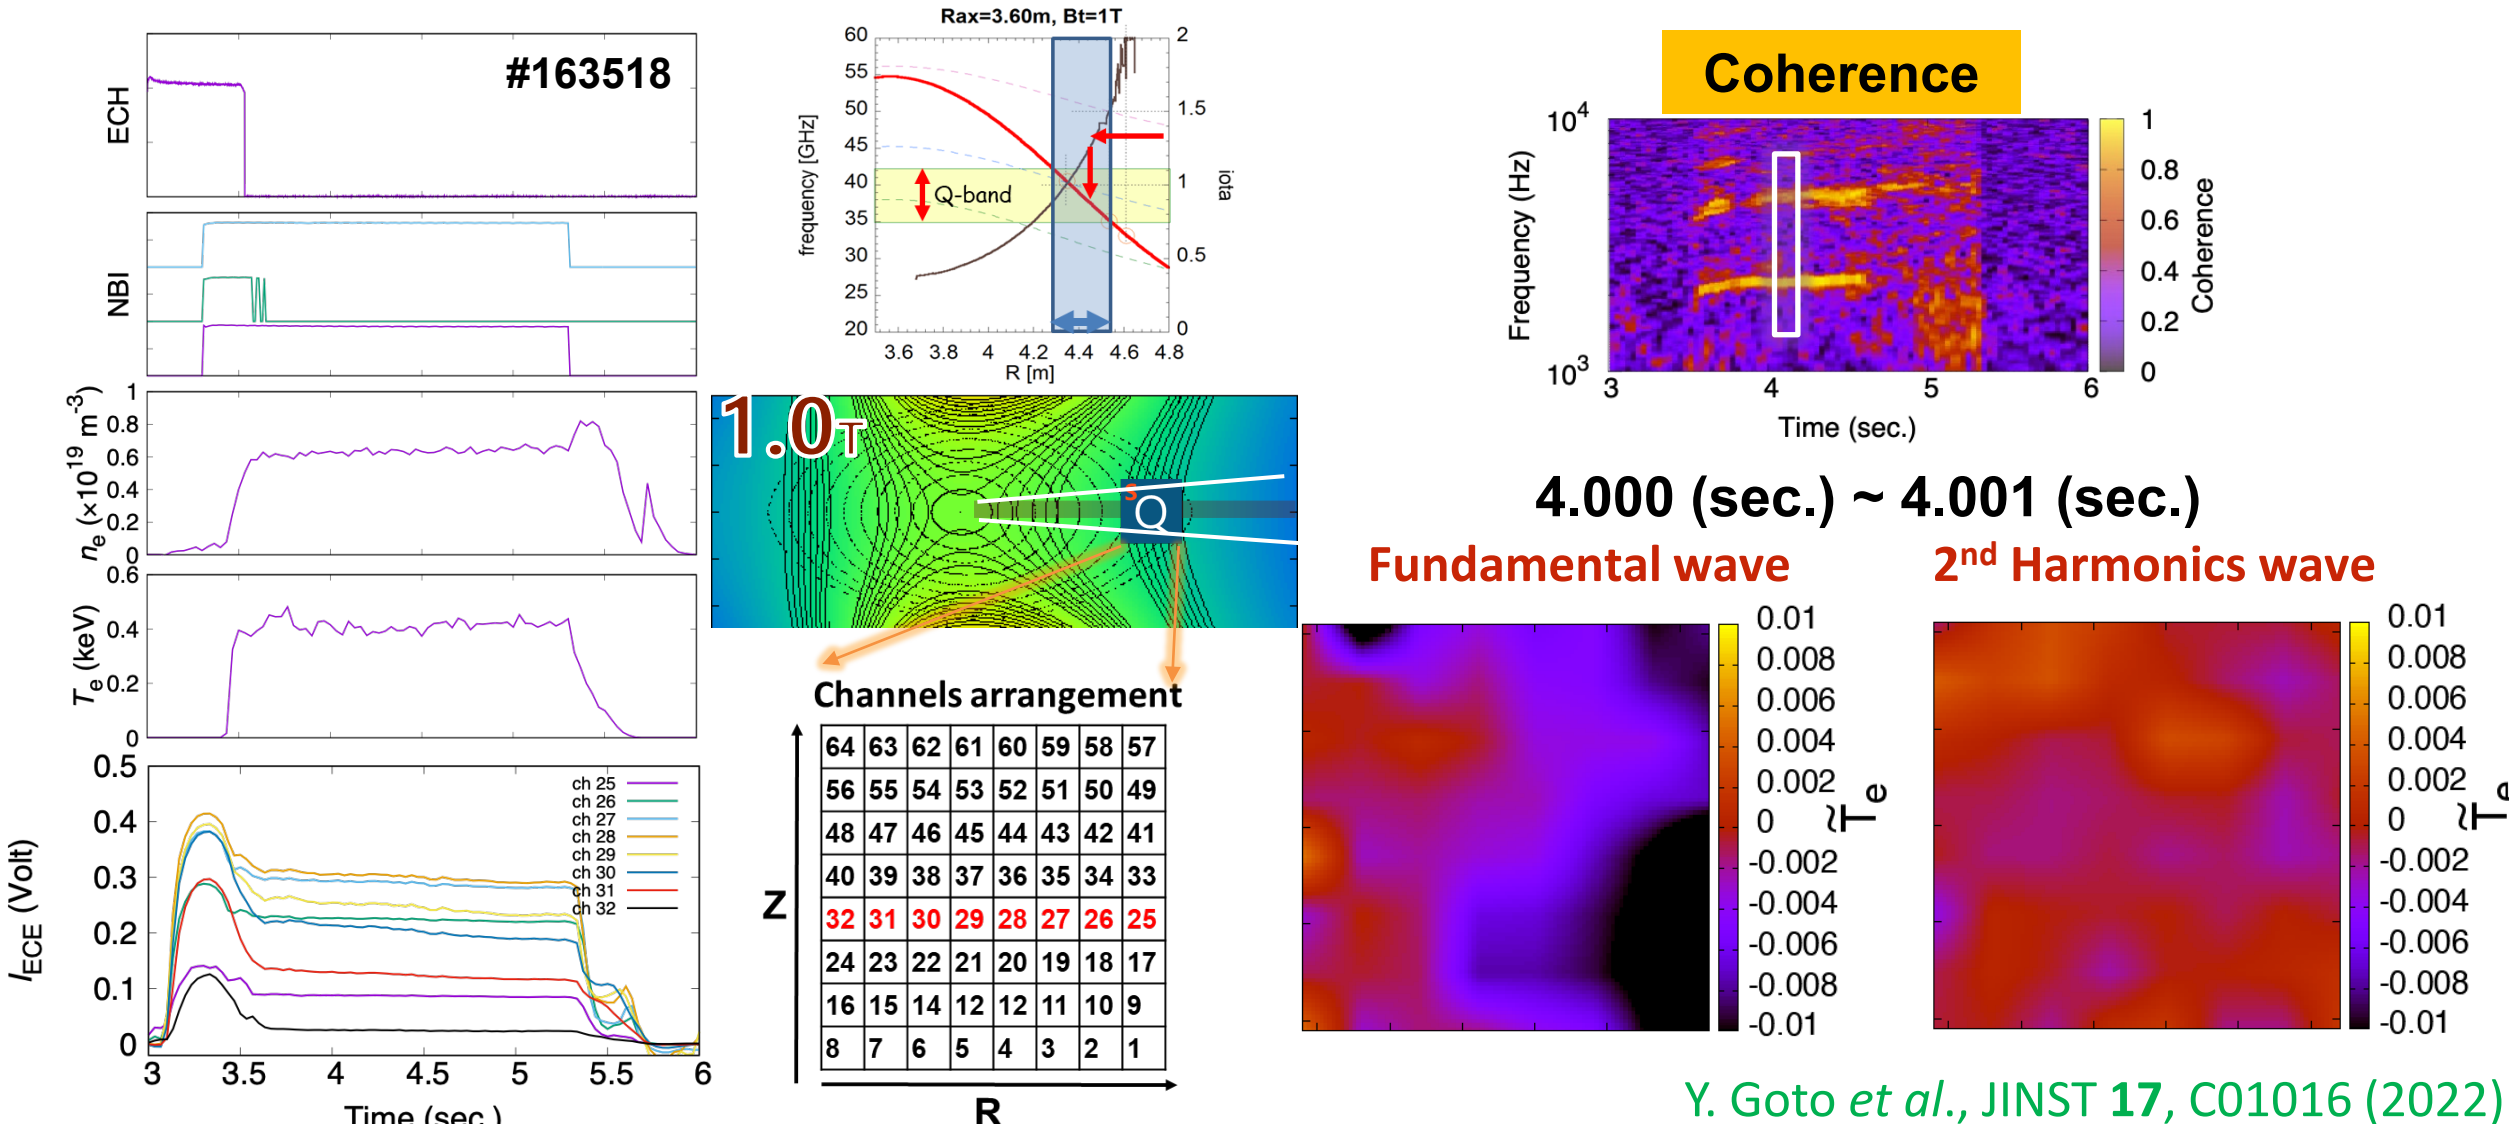 #163518
ECH
NBI
1
0.8
0.6
0.4
0.2
0
nₑ (×10¹⁹ m⁻³)
0.6
0.4
0.2
0
Tₑ (keV)
0.5
0.4
0.3
0.2
0.1
0
I_ECE (Volt)
ch 25
ch 26
ch 27
ch 28
ch 29
ch 30
ch 31
ch 32
3 3.5 4 4.5 5 5.5 6
Time (sec.)
Rax=3.60m, Bt=1T
60
55
50
45
40
35
30
25
20
frequency [GHz]
Q-band
2
1.5
1
0.5
0
iota
3.6 3.8 4 4.2 4.4 4.6 4.8
R [m]
1.0T
S
Q
Channels arrangement
64 63 62 61 60 59 58 57
56 55 54 53 52 51 50 49
48 47 46 45 44 43 42 41
40 39 38 37 36 35 34 33
32 31 30 29 28 27 26 25
24 23 22 21 20 19 18 17
16 15 14 12 12 11 10 9
8 7 6 5 4 3 2 1
Z
R
Coherence
10⁴
10³
Frequency (Hz)
3 4 5 6
Time (sec.)
1
0.8
0.6
0.4
0.2
0
Coherence
4.000 (sec.) ~ 4.001 (sec.)
Fundamental wave
0.01
0.008
0.006
0.004
0.002
0
-0.002
-0.004
-0.006
-0.008
-0.01
T̃ₑ
2nd Harmonics wave
0.01
0.008
0.006
0.004
0.002
0
-0.002
-0.004
-0.006
-0.008
-0.01
T̃ₑ
Y. Goto et al., JINST 17, C01016 (2022)